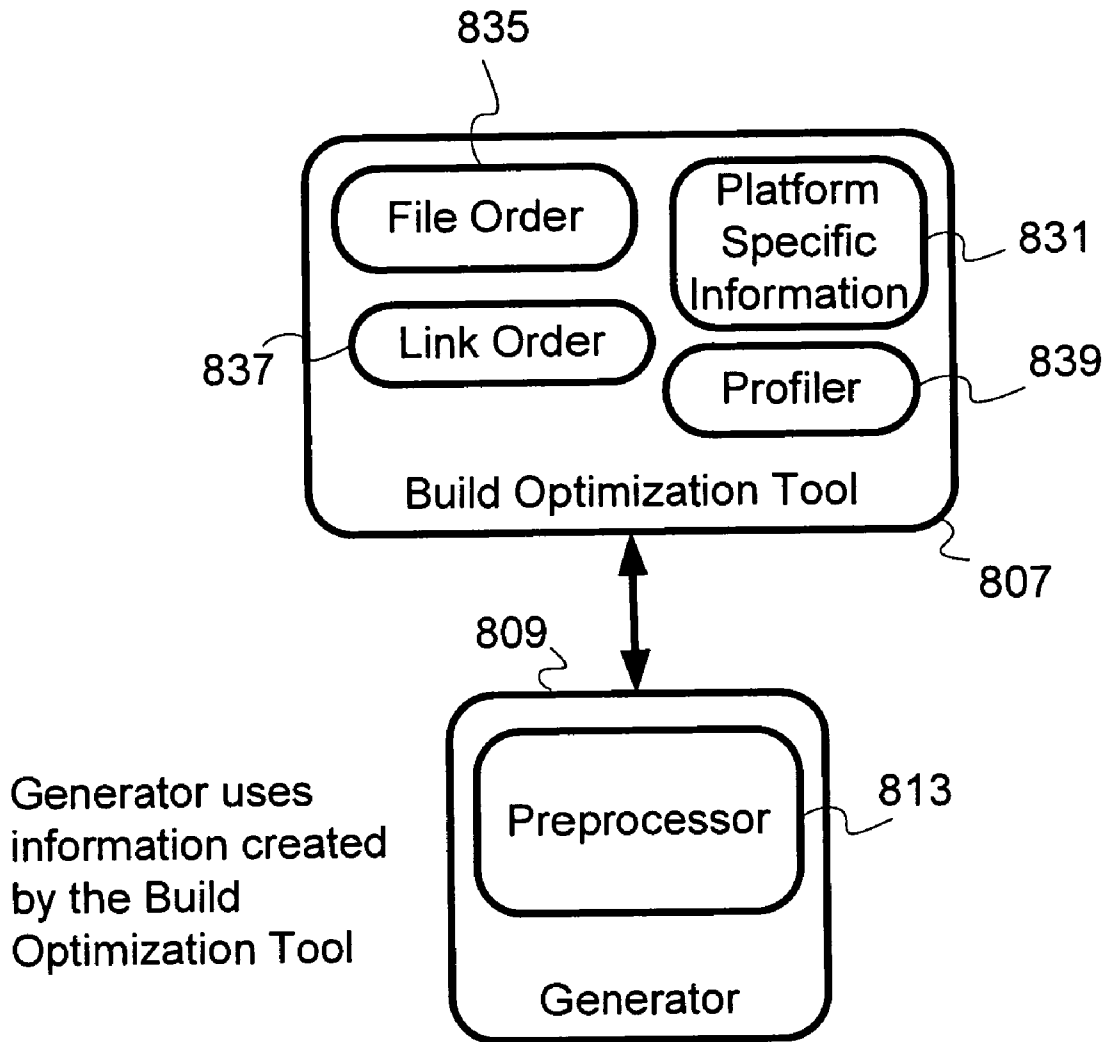 835
File Order
Platform
Specific
Information
831
Link Order
837
Profiler
839
Build Optimization Tool
807
809
Preprocessor
813
Generator uses
information created
by the Build
Optimization Tool
Generator